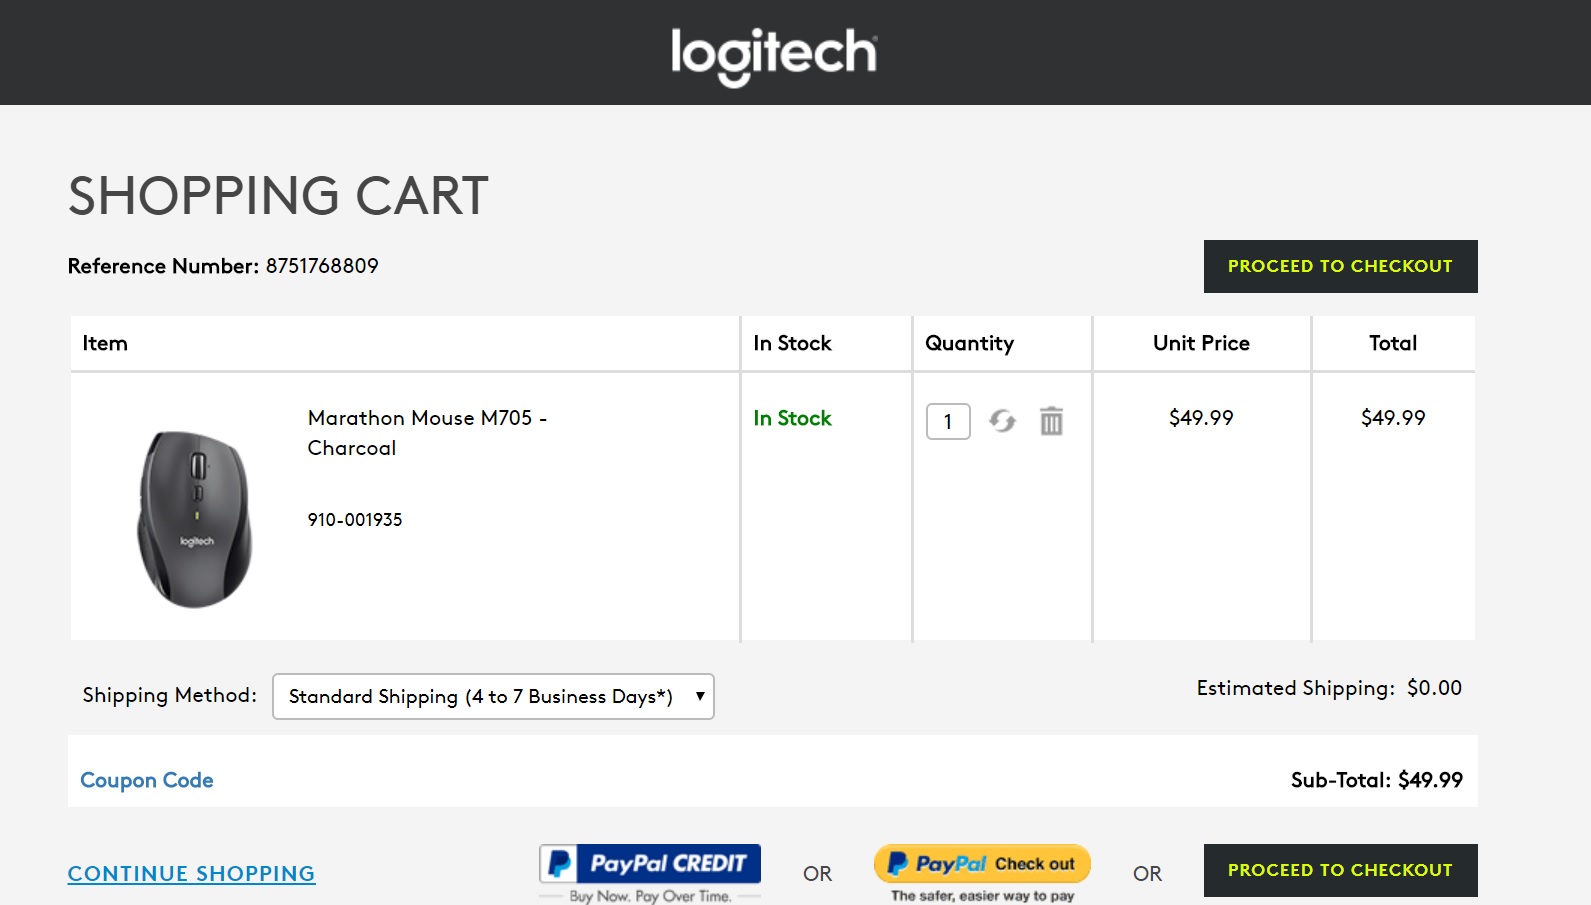 logitech
SHOPPING CART
Reference Number: 8751768809
PROCEED TO CHECKOUT
Item
In Stock
Quantity
Unit Price
Total
Marathon Mouse M705 -
Charcoal
910-001935
logitech
In Stock
1
$49.99
$49.99
Shipping Method:
Standard Shipping (4 to 7 Business Days*)
Estimated Shipping: $0.00
Coupon Code
Sub-Total: $49.99
CONTINUE SHOPPING
PayPal CREDIT
Buy Now. Pay Over Time.
OR
PayPal Check out
The safer, easier way to pay
OR
PROCEED TO CHECKOUT